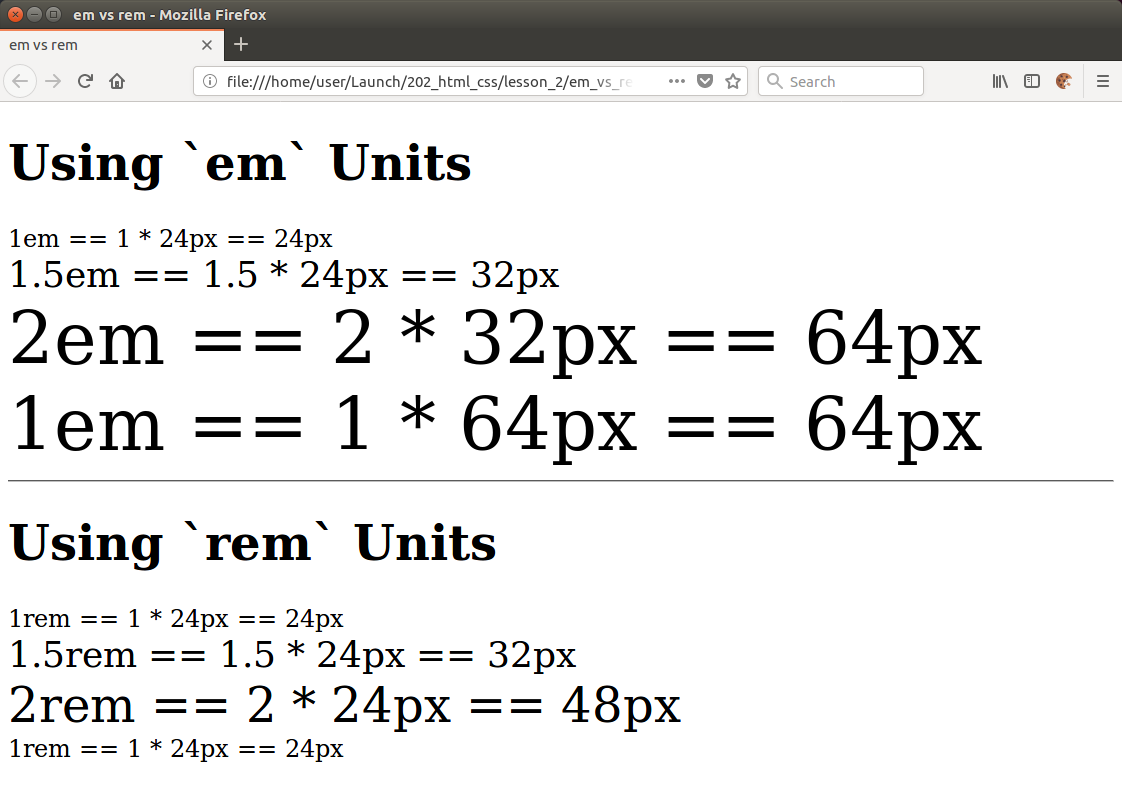 em vs rem - Mozilla Firefox
em vs rem
file:///home/user/Launch/202_html_css/lesson_2/em_vs_re
Search
Using `em` Units
1em == 1 * 24px == 24px
1.5em == 1.5 * 24px == 32px
2em == 2 * 32px == 64px
1em == 1 * 64px == 64px
Using `rem` Units
1rem == 1 * 24px == 24px
1.5rem == 1.5 * 24px == 32px
2rem == 2 * 24px == 48px
1rem == 1 * 24px == 24px